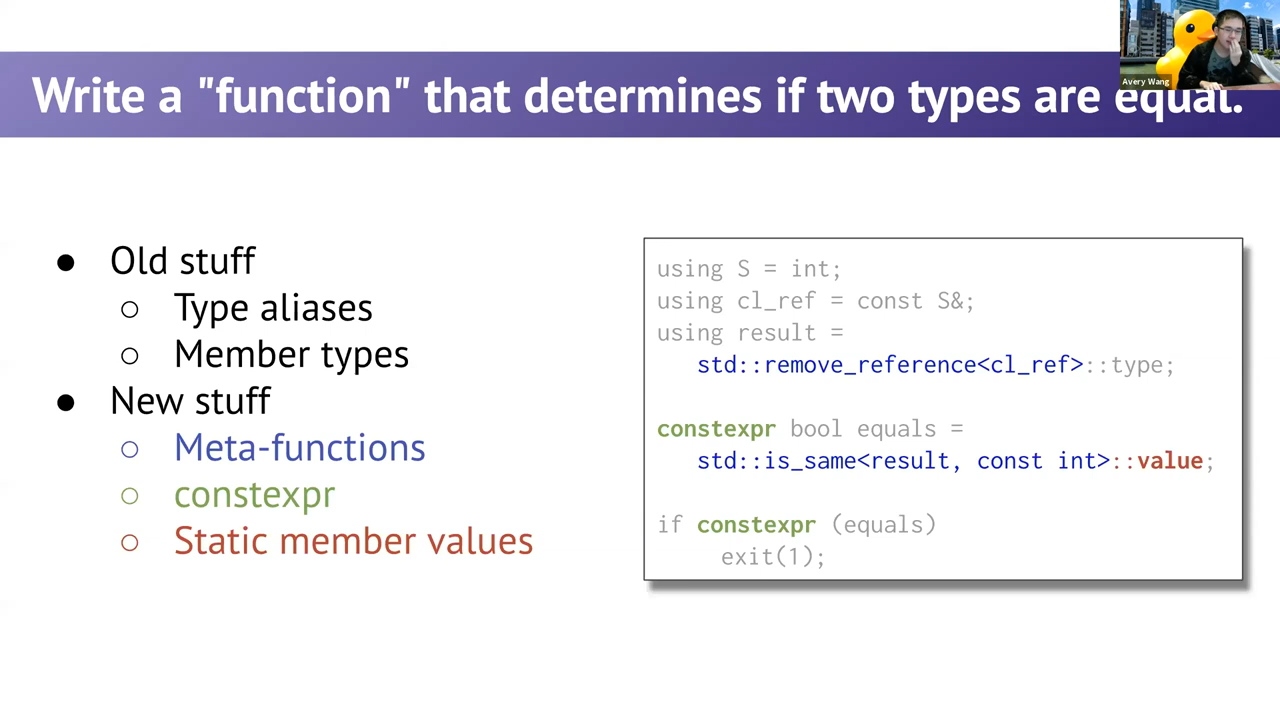 Avery Wang
Write a "function" that determines if two types are equal.
● Old stuff
○ Type aliases
○ Member types
● New stuff
○ Meta-functions
○ constexpr
○ Static member values
using S = int;
using cl_ref = const S&;
using result =
std::remove_reference<cl_ref>::type;
constexpr bool equals =
std::is_same<result, const int>::value;
if constexpr (equals)
exit(1);